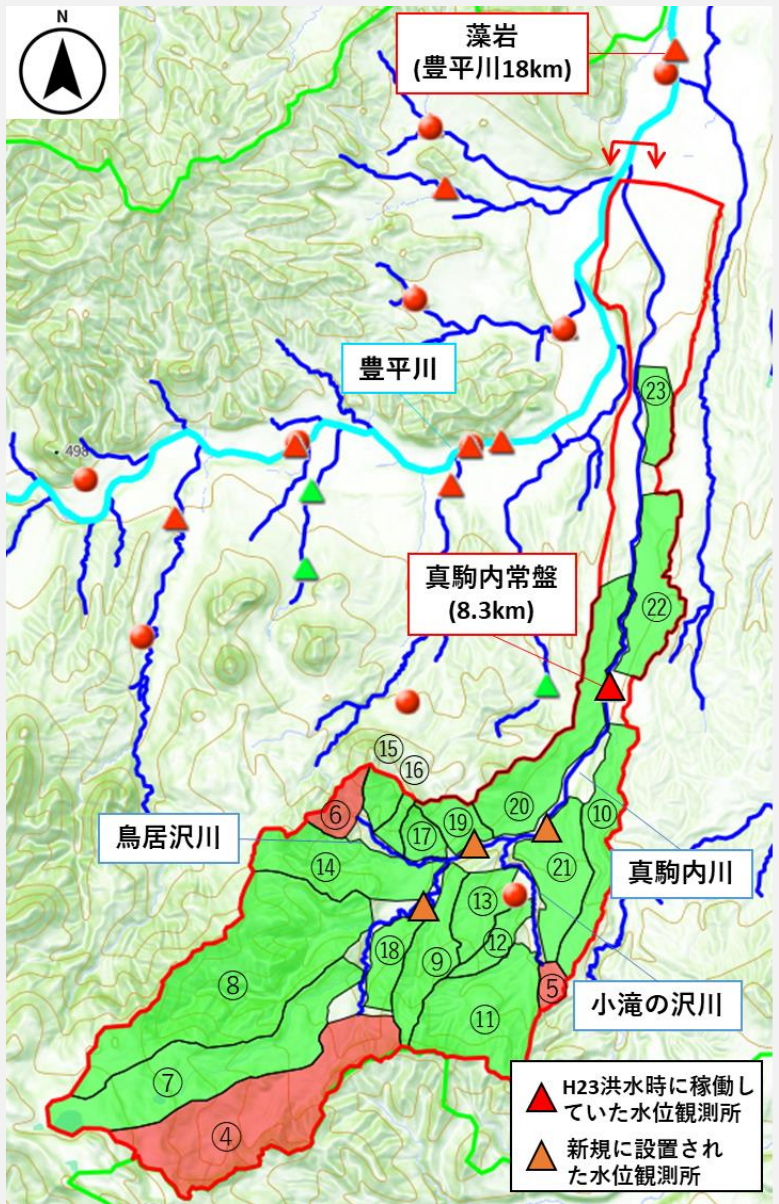 N
藻岩
(豊平川18km)
豊平川
498
㉓
真駒内常盤
(8.3km)
㉒
⑮
⑯
⑥
⑰
⑲
⑳
⑩
鳥居沢川
⑭
㉑
真駒内川
⑬
⑫
⑱
⑨
⑧
⑤
小滝の沢川
⑪
⑦
④
H23洪水時に稼働し
ていた水位観測所
新規に設置され
た水位観測所